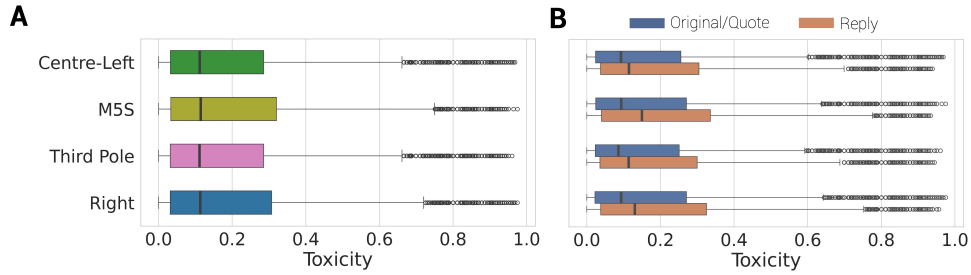 A
B
Original/Quote
Reply
Centre-Left
M5S
Third Pole
Right
0.0 0.2 0.4 0.6 0.8 1.0
Toxicity
0.0 0.2 0.4 0.6 0.8 1.0
Toxicity